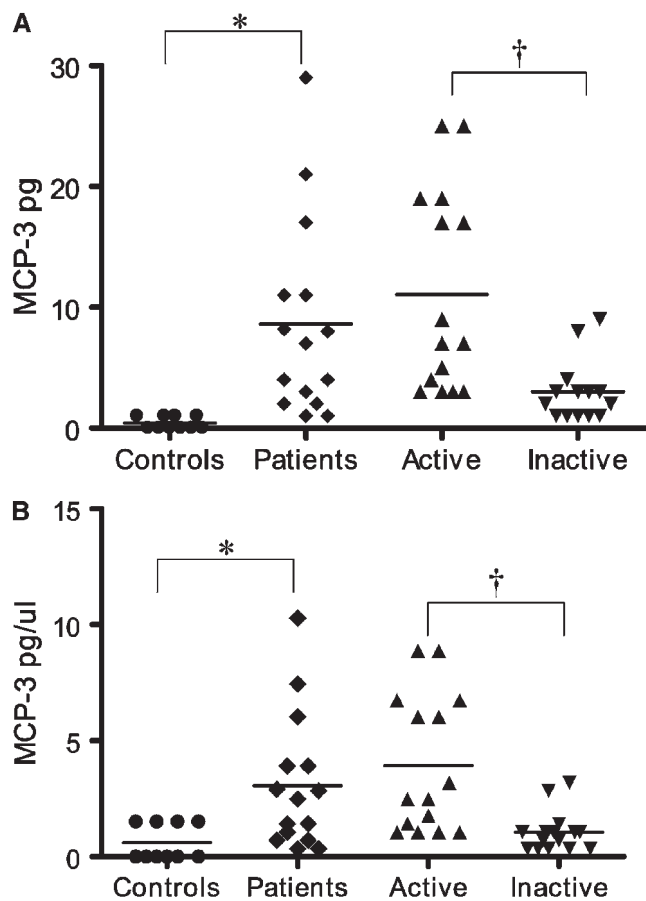 A
*
†
30
20
10
0
MCP-3 pg
Controls Patients Active Inactive
B
*
†
15
10
5
0
MCP-3 pg/ul
Controls Patients Active Inactive